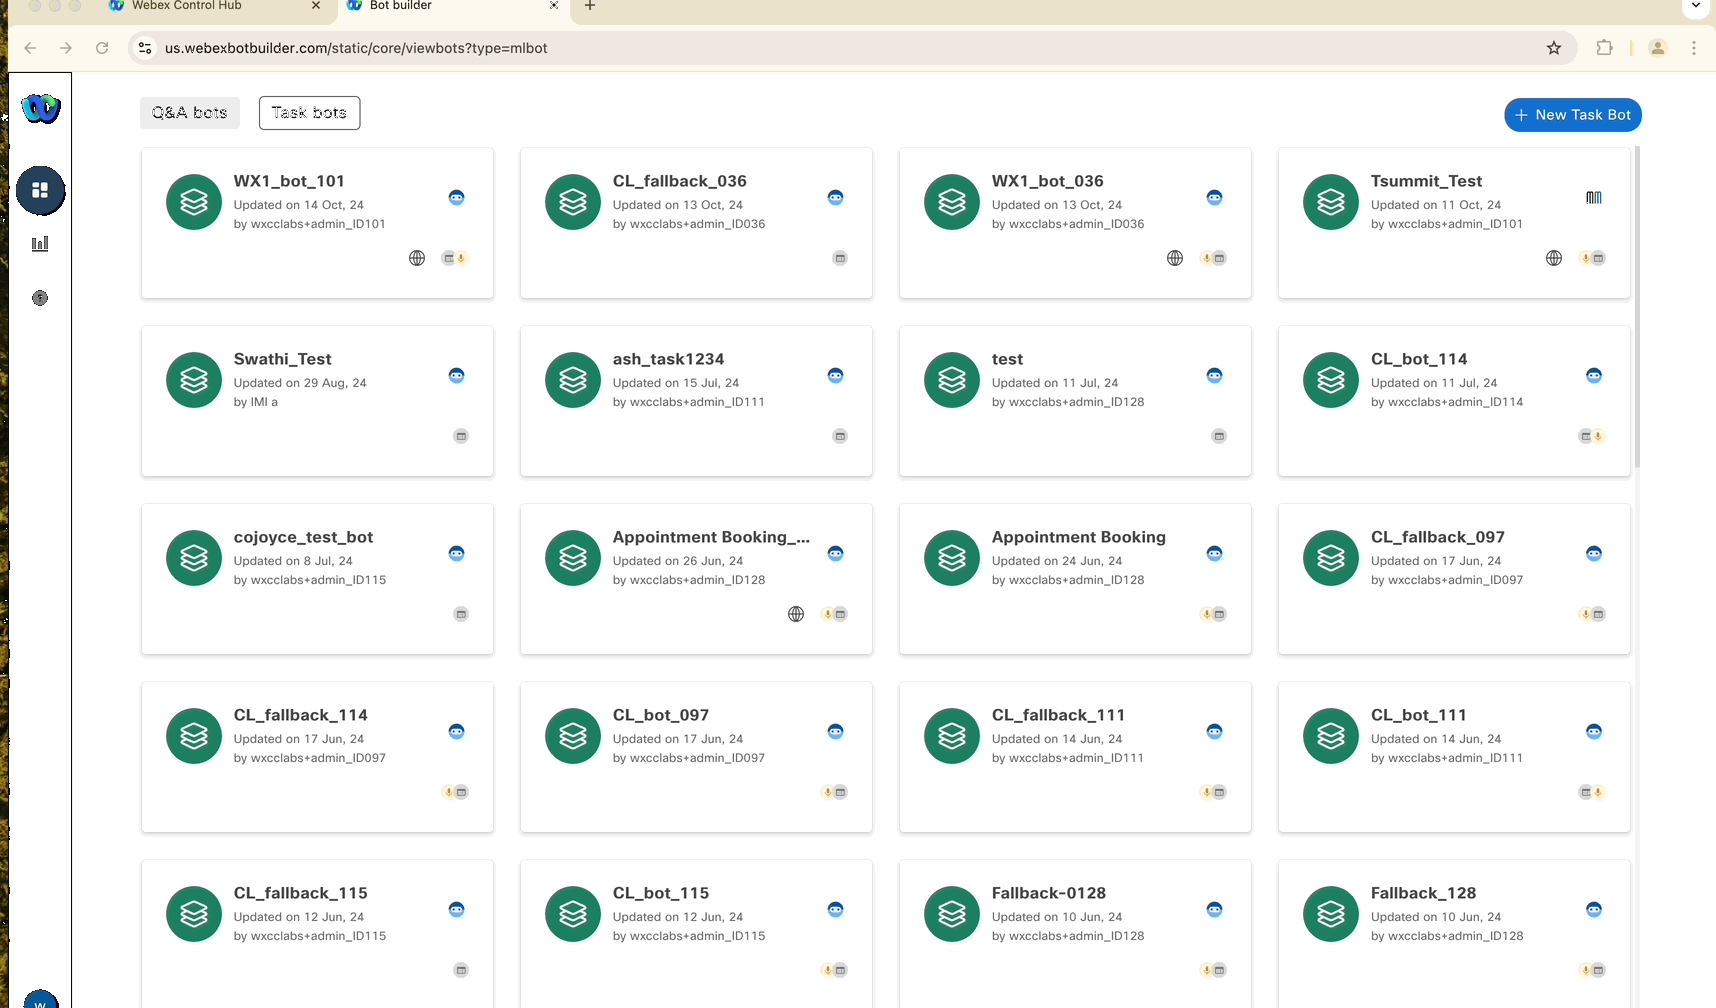 Webex Control Hub
Bot builder
us.webexbotbuilder.com/static/core/viewbots?type=mlbot
Q&A bots
Task bots
+ New Task Bot
WX1_bot_101
Updated on 14 Oct, 24
by wxcclabs+admin_ID101
CL_fallback_036
Updated on 13 Oct, 24
by wxcclabs+admin_ID036
WX1_bot_036
Updated on 13 Oct, 24
by wxcclabs+admin_ID036
Tsummit_Test
Updated on 11 Oct, 24
by wxcclabs+admin_ID101
Swathi_Test
Updated on 29 Aug, 24
by IMI a
ash_task1234
Updated on 15 Jul, 24
by wxcclabs+admin_ID111
test
Updated on 11 Jul, 24
by wxcclabs+admin_ID128
CL_bot_114
Updated on 11 Jul, 24
by wxcclabs+admin_ID114
cojoyce_test_bot
Updated on 8 Jul, 24
by wxcclabs+admin_ID115
Appointment Booking_...
Updated on 26 Jun, 24
by wxcclabs+admin_ID128
Appointment Booking
Updated on 24 Jun, 24
by wxcclabs+admin_ID128
CL_fallback_097
Updated on 17 Jun, 24
by wxcclabs+admin_ID097
CL_fallback_114
Updated on 17 Jun, 24
by wxcclabs+admin_ID097
CL_bot_097
Updated on 17 Jun, 24
by wxcclabs+admin_ID097
CL_fallback_111
Updated on 14 Jun, 24
by wxcclabs+admin_ID111
CL_bot_111
Updated on 14 Jun, 24
by wxcclabs+admin_ID111
CL_fallback_115
Updated on 12 Jun, 24
by wxcclabs+admin_ID115
CL_bot_115
Updated on 12 Jun, 24
by wxcclabs+admin_ID115
Fallback-0128
Updated on 10 Jun, 24
by wxcclabs+admin_ID128
Fallback_128
Updated on 10 Jun, 24
by wxcclabs+admin_ID128
W